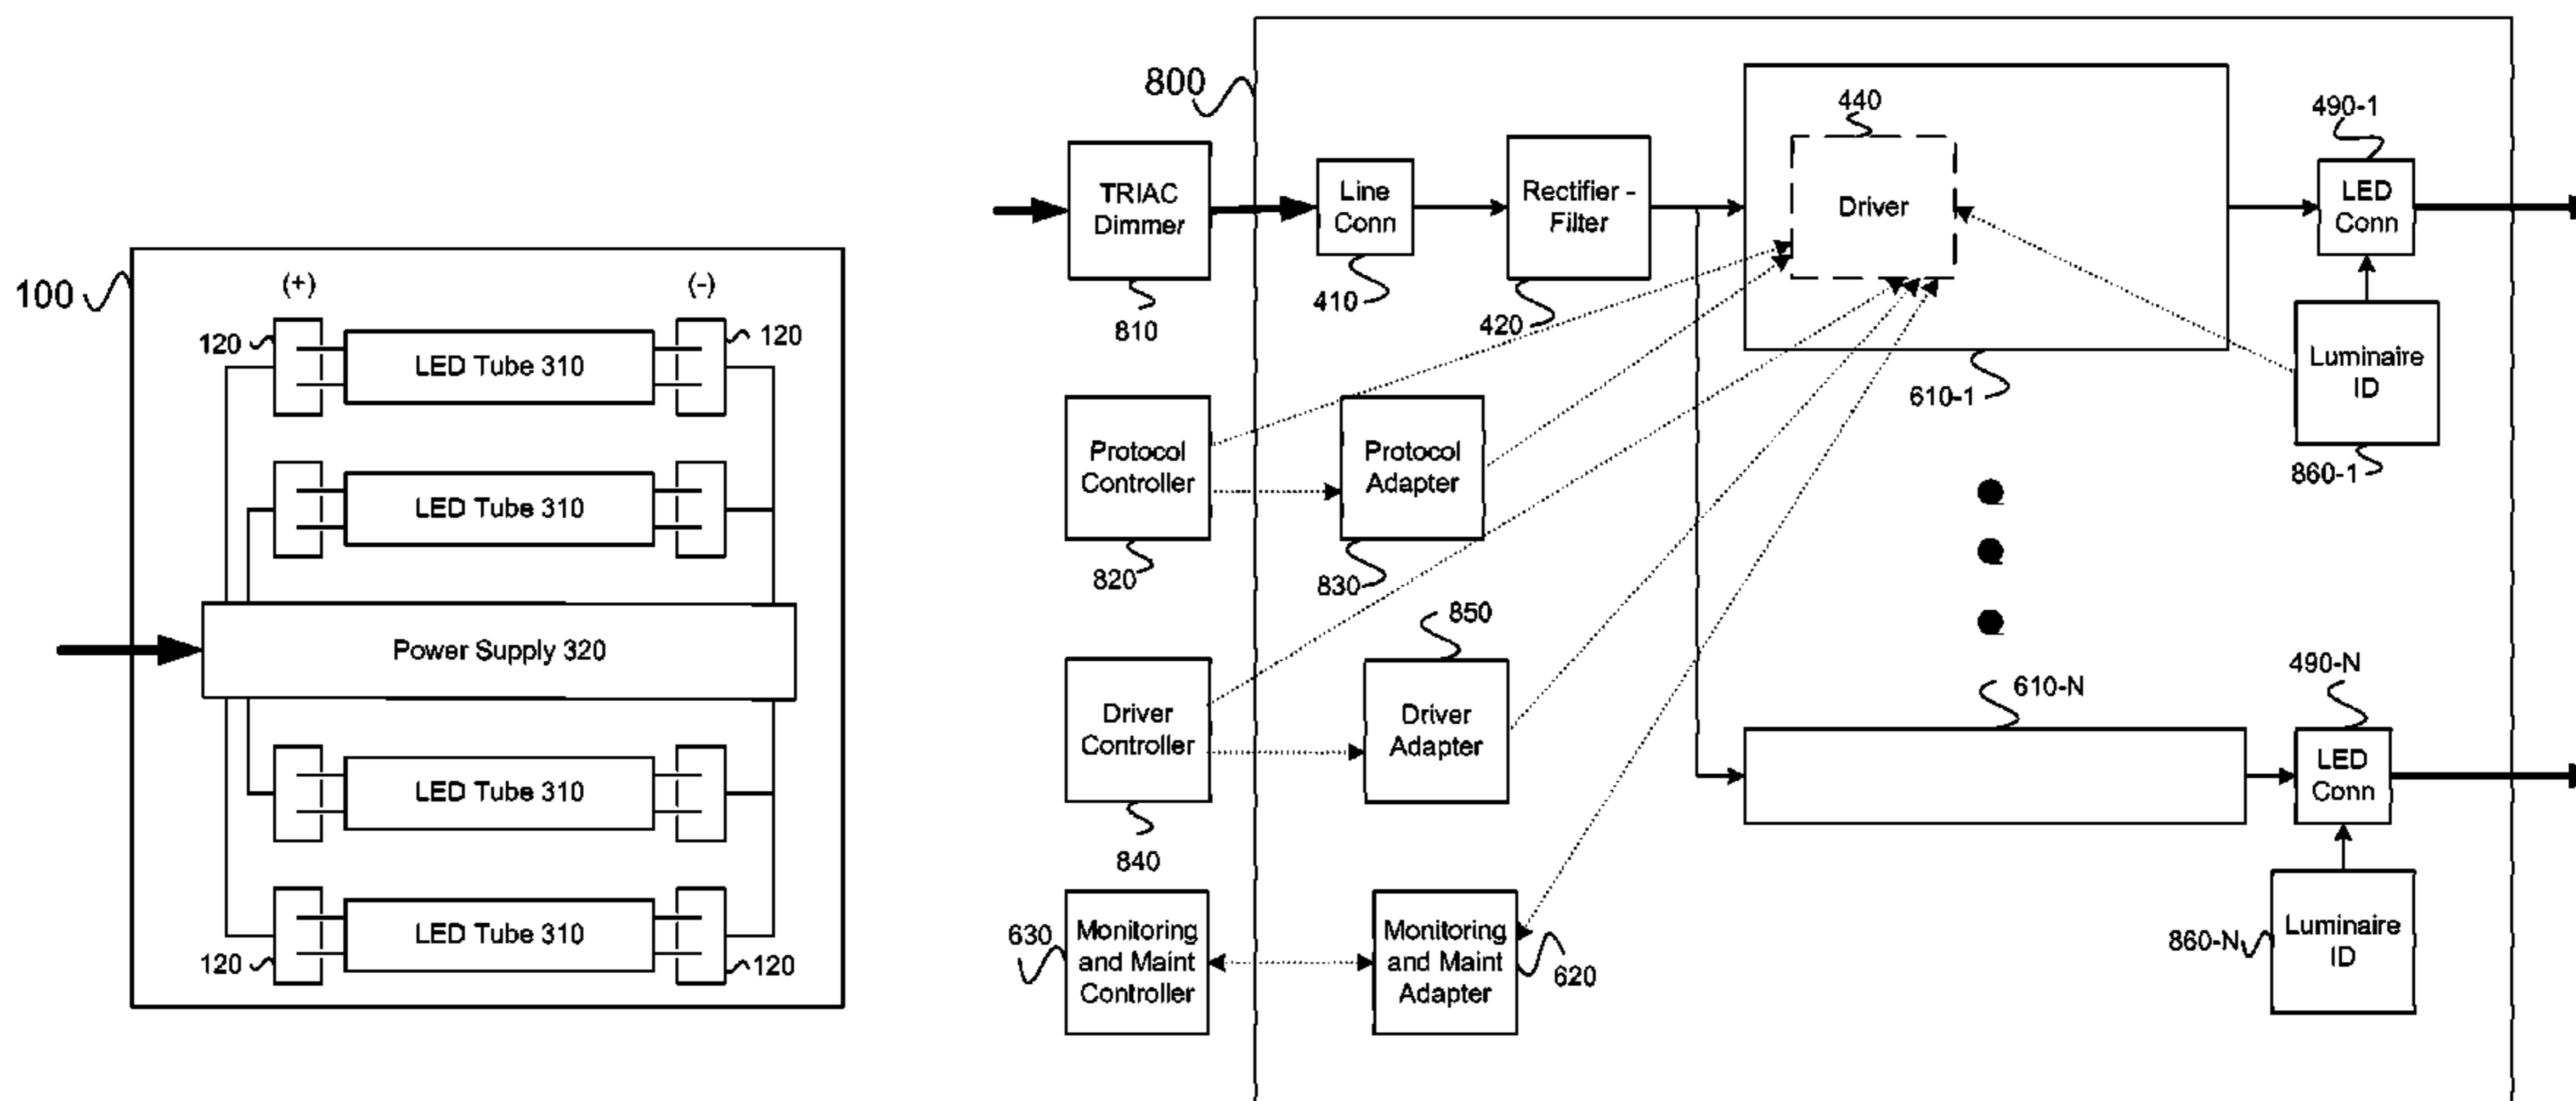 100
(+)
(-)
120
LED Tube 310
120
LED Tube 310
Power Supply 320
LED Tube 310
120
LED Tube 310
120
800
TRIAC
Dimmer
810
Line
Conn
410
Rectifier -
Filter
420
440
Driver
610-1
490-1
LED
Conn
Luminaire
ID
860-1
Protocol
Controller
820
Protocol
Adapter
830
Driver
Controller
840
850
Driver
Adapter
610-N
490-N
LED
Conn
Luminaire
ID
860-N
630
Monitoring
and Maint
Controller
Monitoring
and Maint
Adapter
620